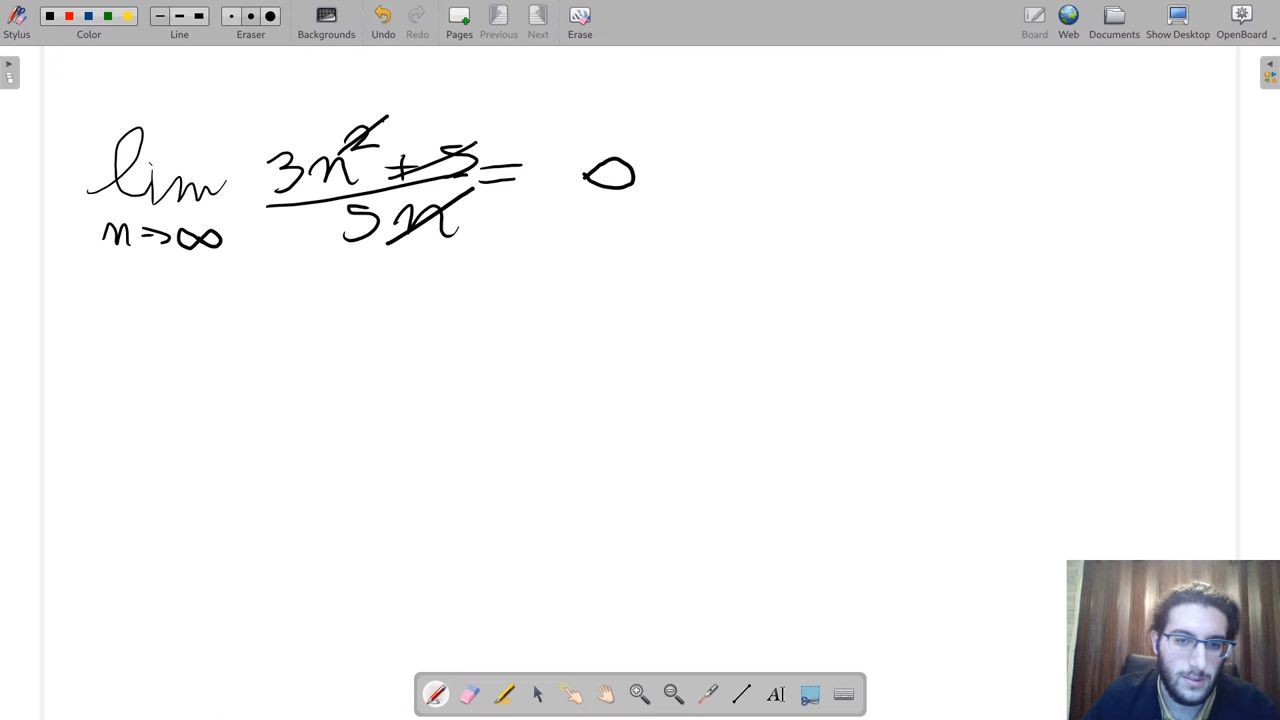 Stylus Color Line Eraser Backgrounds Undo Redo Pages Previous Next Erase Board Web Documents Show Desktop OpenBoard
lim 3n² + 5 =  0
n → ∞ 5n
A